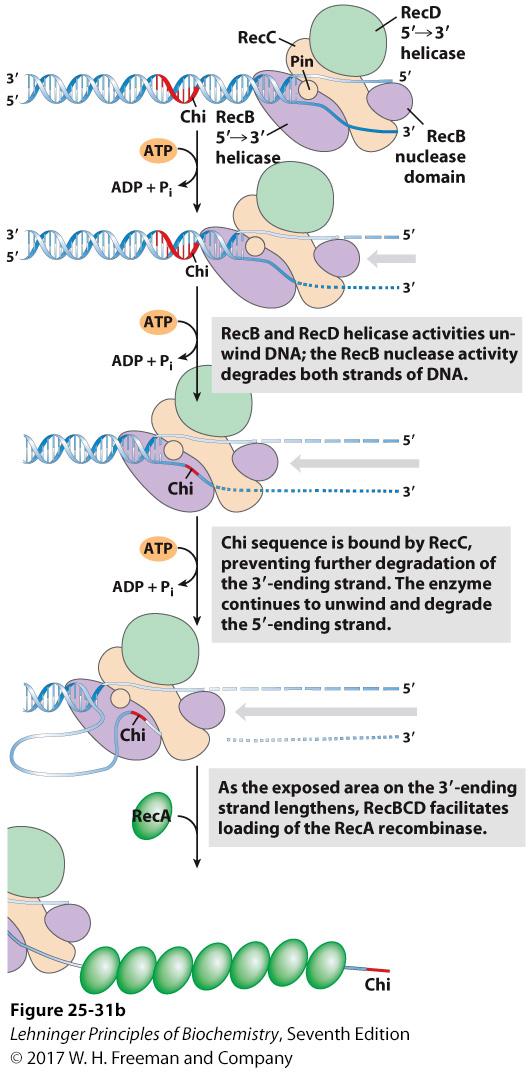 RecD
5′→3′
helicase
RecC
Pin
3′
5′
5′
3′
Chi
RecB
5′→3′
helicase
RecB
nuclease
domain
ATP
ADP + Pi
3′
5′
5′
Chi
3′
ATP
ADP + Pi
RecB and RecD helicase activities un-
wind DNA; the RecB nuclease activity
degrades both strands of DNA.
5′
Chi
3′
ATP
ADP + Pi
Chi sequence is bound by RecC,
preventing further degradation of
the 3′-ending strand. The enzyme
continues to unwind and degrade
the 5′-ending strand.
5′
Chi
3′
RecA
As the exposed area on the 3′-ending
strand lengthens, RecBCD facilitates
loading of the RecA recombinase.
Chi
Figure 25-31b
Lehninger Principles of Biochemistry, Seventh Edition
© 2017 W. H. Freeman and Company